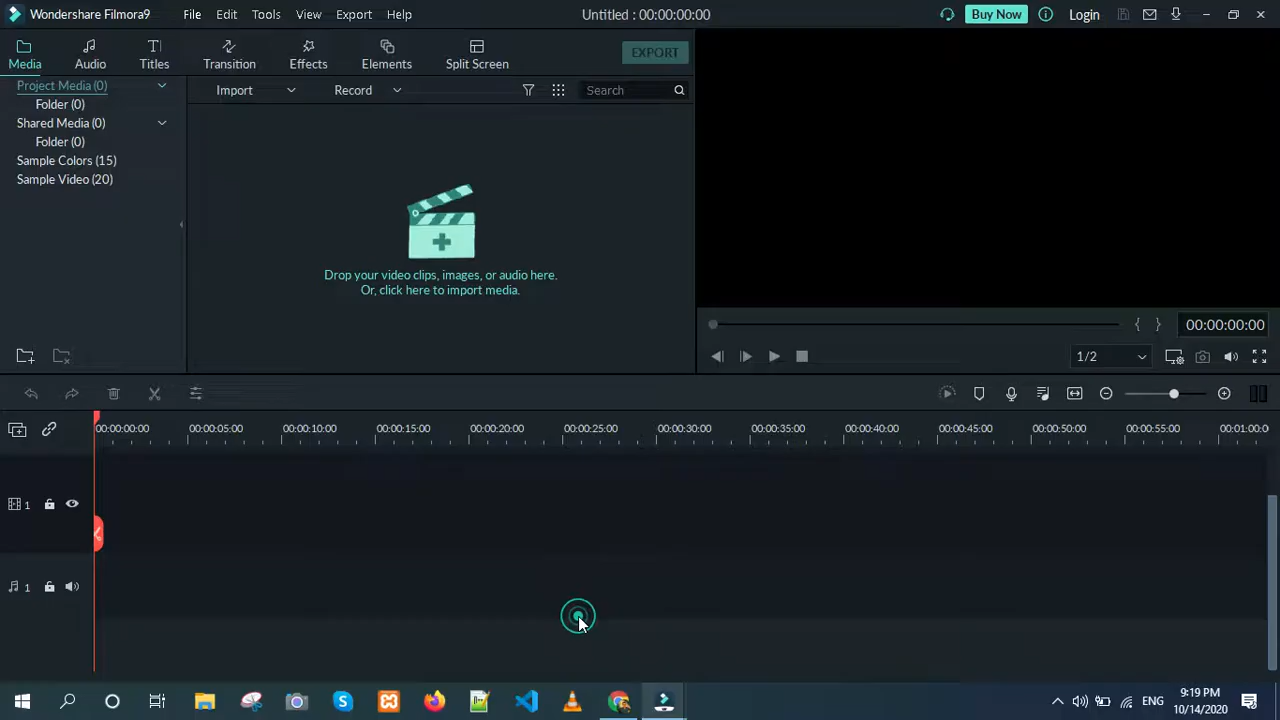 Wondershare Filmora9 File Edit Tools View Export Help Untitled : 00:00:00:00 Buy Now Login
Media Audio Titles Transition Effects Elements Split Screen EXPORT
Project Media (0)
Folder (0)
Shared Media (0)
Folder (0)
Sample Colors (15)
Sample Video (20)
Import Record Search
Drop your video clips, images, or audio here.
Or, click here to import media.
00:00:00:00
1/2
00:00:00:00 00:00:05:00 00:00:10:00 00:00:15:00 00:00:20:00 00:00:25:00 00:00:30:00 00:00:35:00 00:00:40:00 00:00:45:00 00:00:50:00 00:00:55:00 00:01:00:0
1
1
ENG 9:19 PM
10/14/2020